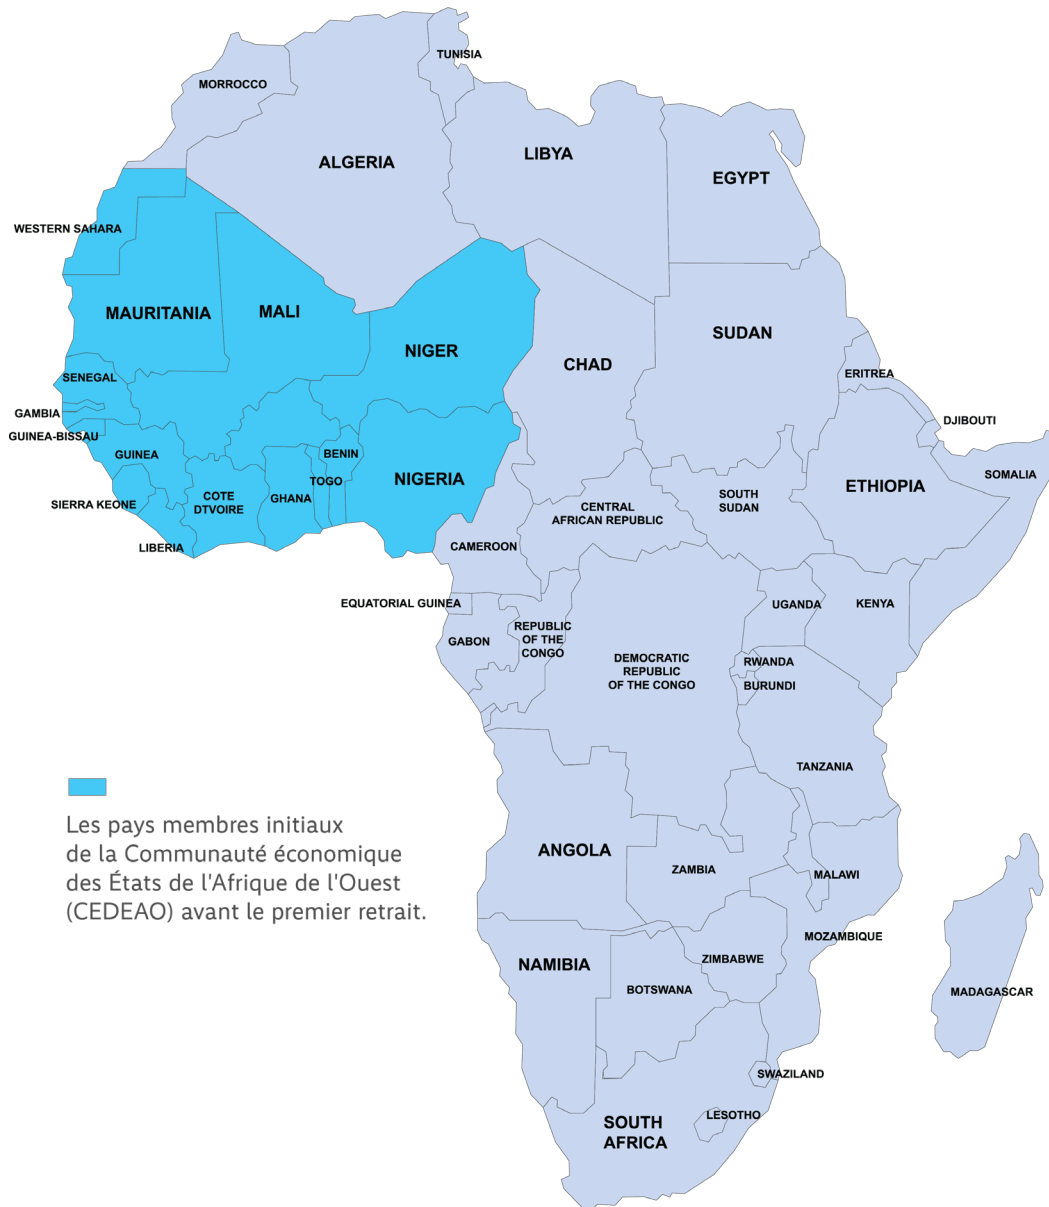 TUNISIA
MORROCCO
ALGERIA
LIBYA
EGYPT
WESTERN SAHARA
MAURITANIA
MALI
NIGER
CHAD
SUDAN
ERITREA
SENEGAL
GAMBIA
DJIBOUTI
GUINEA-BISSAU
GUINEA
BENIN
TOGO
NIGERIA
SOMALIA
ETHIOPIA
SIERRA KEONE
COTE
DTVOIRE
GHANA
SOUTH
SUDAN
CENTRAL
AFRICAN REPUBLIC
LIBERIA
CAMEROON
EQUATORIAL GUINEA
UGANDA
KENYA
GABON
REPUBLIC
OF THE
CONGO
DEMOCRATIC
REPUBLIC
OF THE CONGO
RWANDA
BURUNDI
TANZANIA
Les pays membres initiaux
de la Communauté économique
des États de l'Afrique de l'Ouest
(CEDEAO) avant le premier retrait.
ANGOLA
ZAMBIA
MALAWI
MOZAMBIQUE
NAMIBIA
ZIMBABWE
BOTSWANA
MADAGASCAR
SWAZILAND
LESOTHO
SOUTH
AFRICA